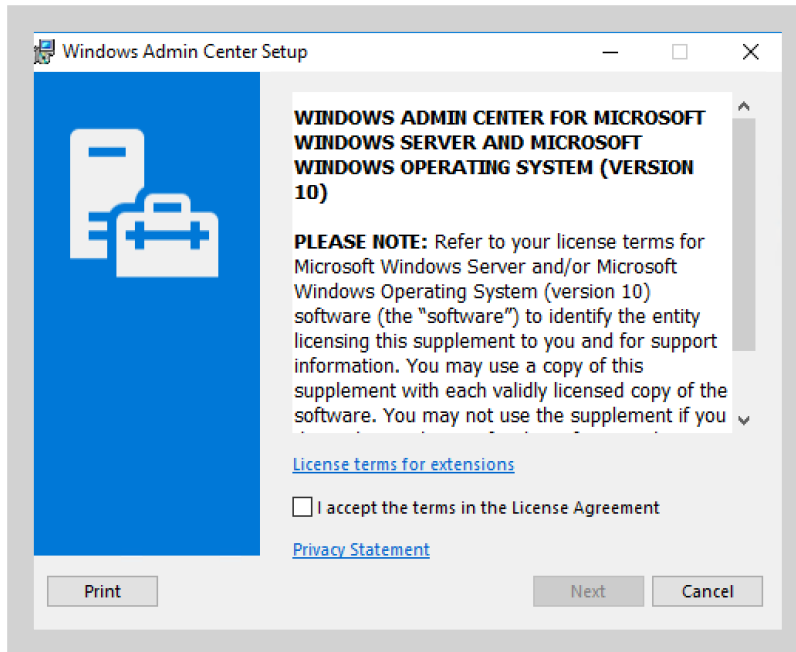 Windows Admin Center Setup
WINDOWS ADMIN CENTER FOR MICROSOFT
WINDOWS SERVER AND MICROSOFT
WINDOWS OPERATING SYSTEM (VERSION
10)
PLEASE NOTE: Refer to your license terms for
Microsoft Windows Server and/or Microsoft
Windows Operating System (version 10)
software (the “software”) to identify the entity
licensing this supplement to you and for support
information. You may use a copy of this
supplement with each validly licensed copy of the
software. You may not use the supplement if you
License terms for extensions
I accept the terms in the License Agreement
Privacy Statement
Print
Next
Cancel